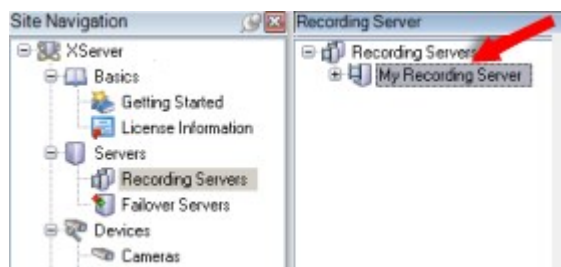 Site Navigation
XServer
Basics
Getting Started
License Information
Servers
Recording Servers
Failover Servers
Devices
Cameras
Recording Server
Recording Servers
My Recording Server